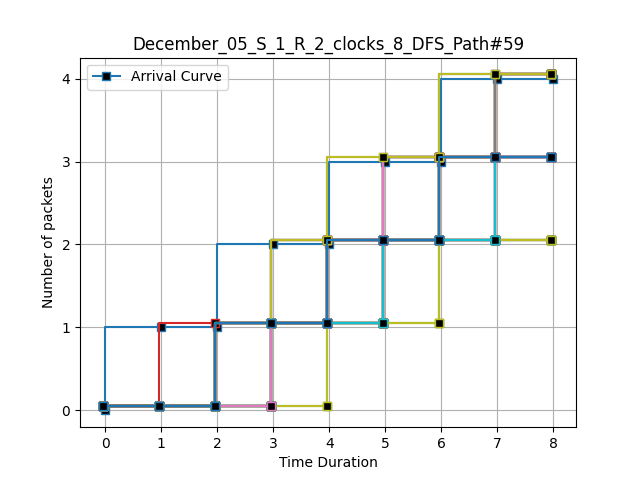 December_05_S_1_R_2_clocks_8_DFS_Path#59
Arrival Curve
Number of packets
4
3
2
1
0
0 1 2 3 4 5 6 7 8
Time Duration